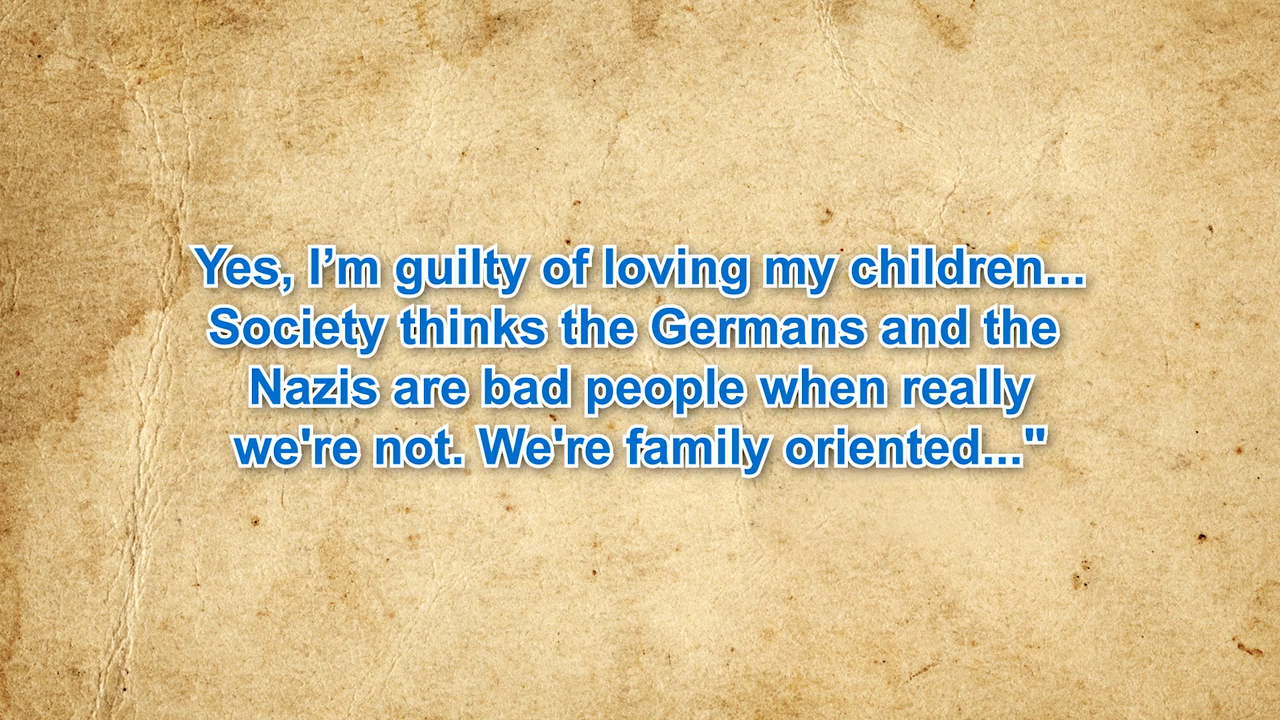 Yes, I’m guilty of loving my children...
Society thinks the Germans and the
Nazis are bad people when really
we're not. We're family oriented..."